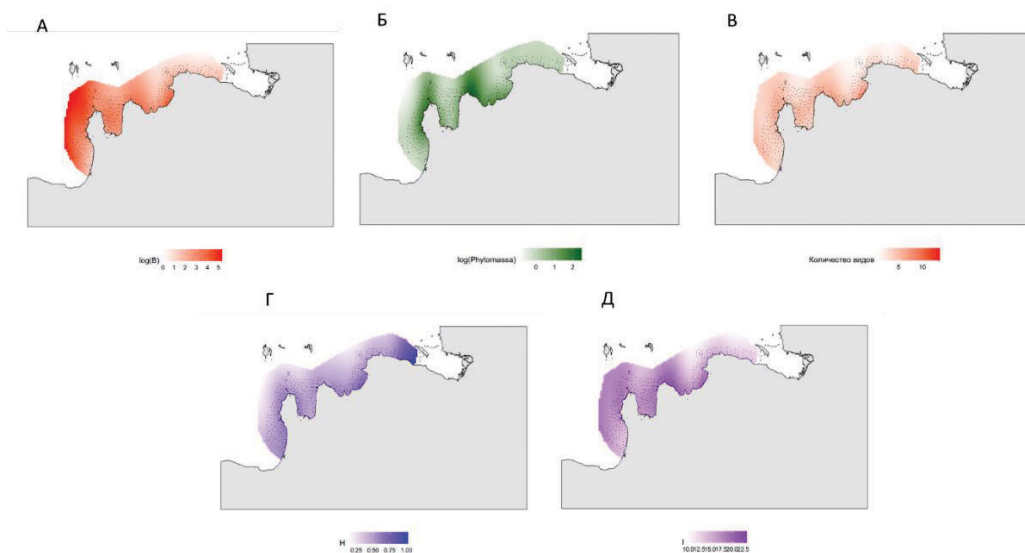 А
Б
В
log(B)
0 1 2 3 4 5
log(Phytomassa)
0 1 2
Количество видов
5 10
Г
Д
H
0.25 0.50 0.75 1.00
I
10.012.515.017.520.022.5